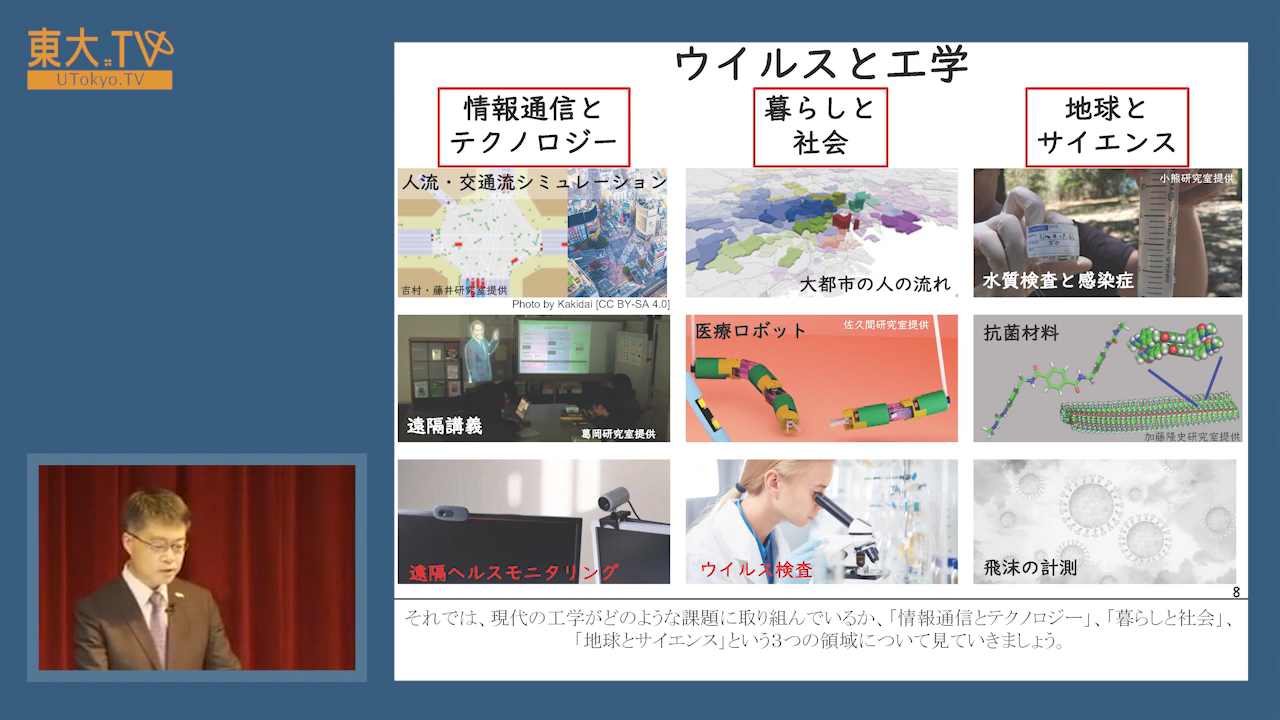 東大.TV
UTokyo.TV
ウイルスと工学
情報通信と
テクノロジー
暮らしと
社会
地球と
サイエンス
人流・交通流シミュレーション
吉村・藤井研究室提供
Photo by Kakidai [CC BY-SA 4.0]
大都市の人の流れ
小熊研究室提供
水質検査と感染症
遠隔講義
葛岡研究室提供
医療ロボット
佐久間研究室提供
抗菌材料
加藤隆史研究室提供
遠隔ヘルスモニタリング
ウイルス検査
飛沫の計測
8
それでは、現代の工学がどのような課題に取り組んでいるか、「情報通信とテクノロジー」、「暮らしと社会」、
「地球とサイエンス」という３つの領域について見ていきましょう。